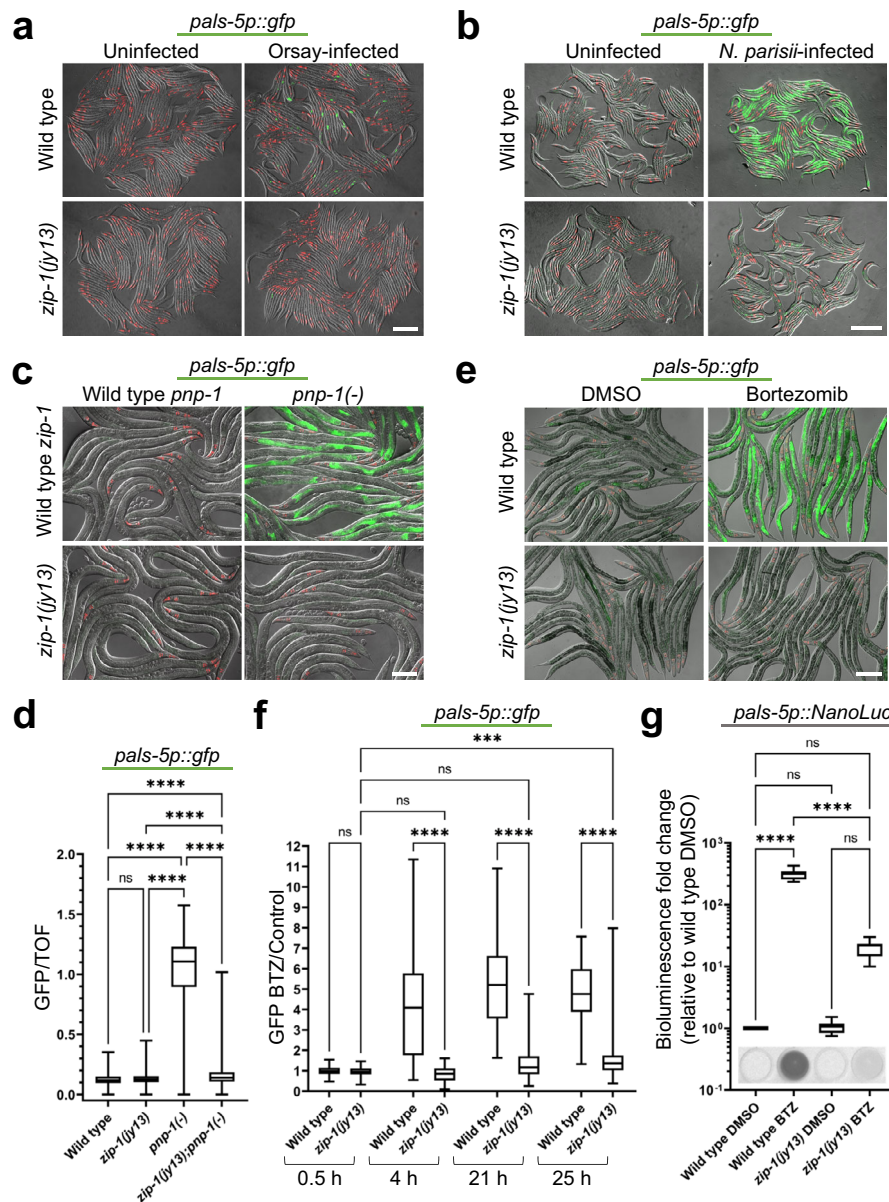 a
pals-5p::gfp
Uninfected Orsay-infected
Wild type
zip-1(jy13)
b
pals-5p::gfp
Uninfected N. parisii-infected
Wild type
zip-1(jy13)
c
pals-5p::gfp
Wild type pnp-1 pnp-1(-)
Wild type zip-1
zip-1(jy13)
e
pals-5p::gfp
DMSO Bortezomib
Wild type
zip-1(jy13)
d
pals-5p::gfp
****
****
**** ****
ns ****
GFP/TOF
2.0
1.5
1.0
0.5
0.0
Wild type
zip-1(jy13)
pnp-1(-)
zip-1(jy13);pnp-1(-)
f
pals-5p::gfp
***
ns
ns
ns **** **** ****
GFP BTZ/Control
12
11
10
9
8
7
6
5
4
3
2
1
0
Wild type zip-1(jy13) Wild type zip-1(jy13) Wild type zip-1(jy13) Wild type zip-1(jy13)
0.5 h 4 h 21 h 25 h
g
pals-5p::NanoLuc
ns
ns
****
**** ns
Bioluminescence fold change
(relative to wild type DMSO)
10³
10²
10¹
10⁰
10⁻¹
Wild type DMSO
Wild type BTZ
zip-1(jy13) DMSO
zip-1(jy13) BTZ